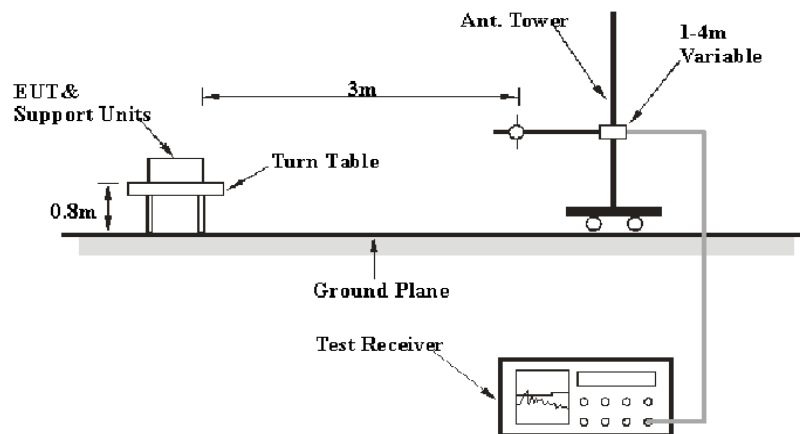 Ant. Tower
1-4m
Variable
3m
EUT&
Support Units
Turn Table
0.8m
Ground Plane
Test Receiver